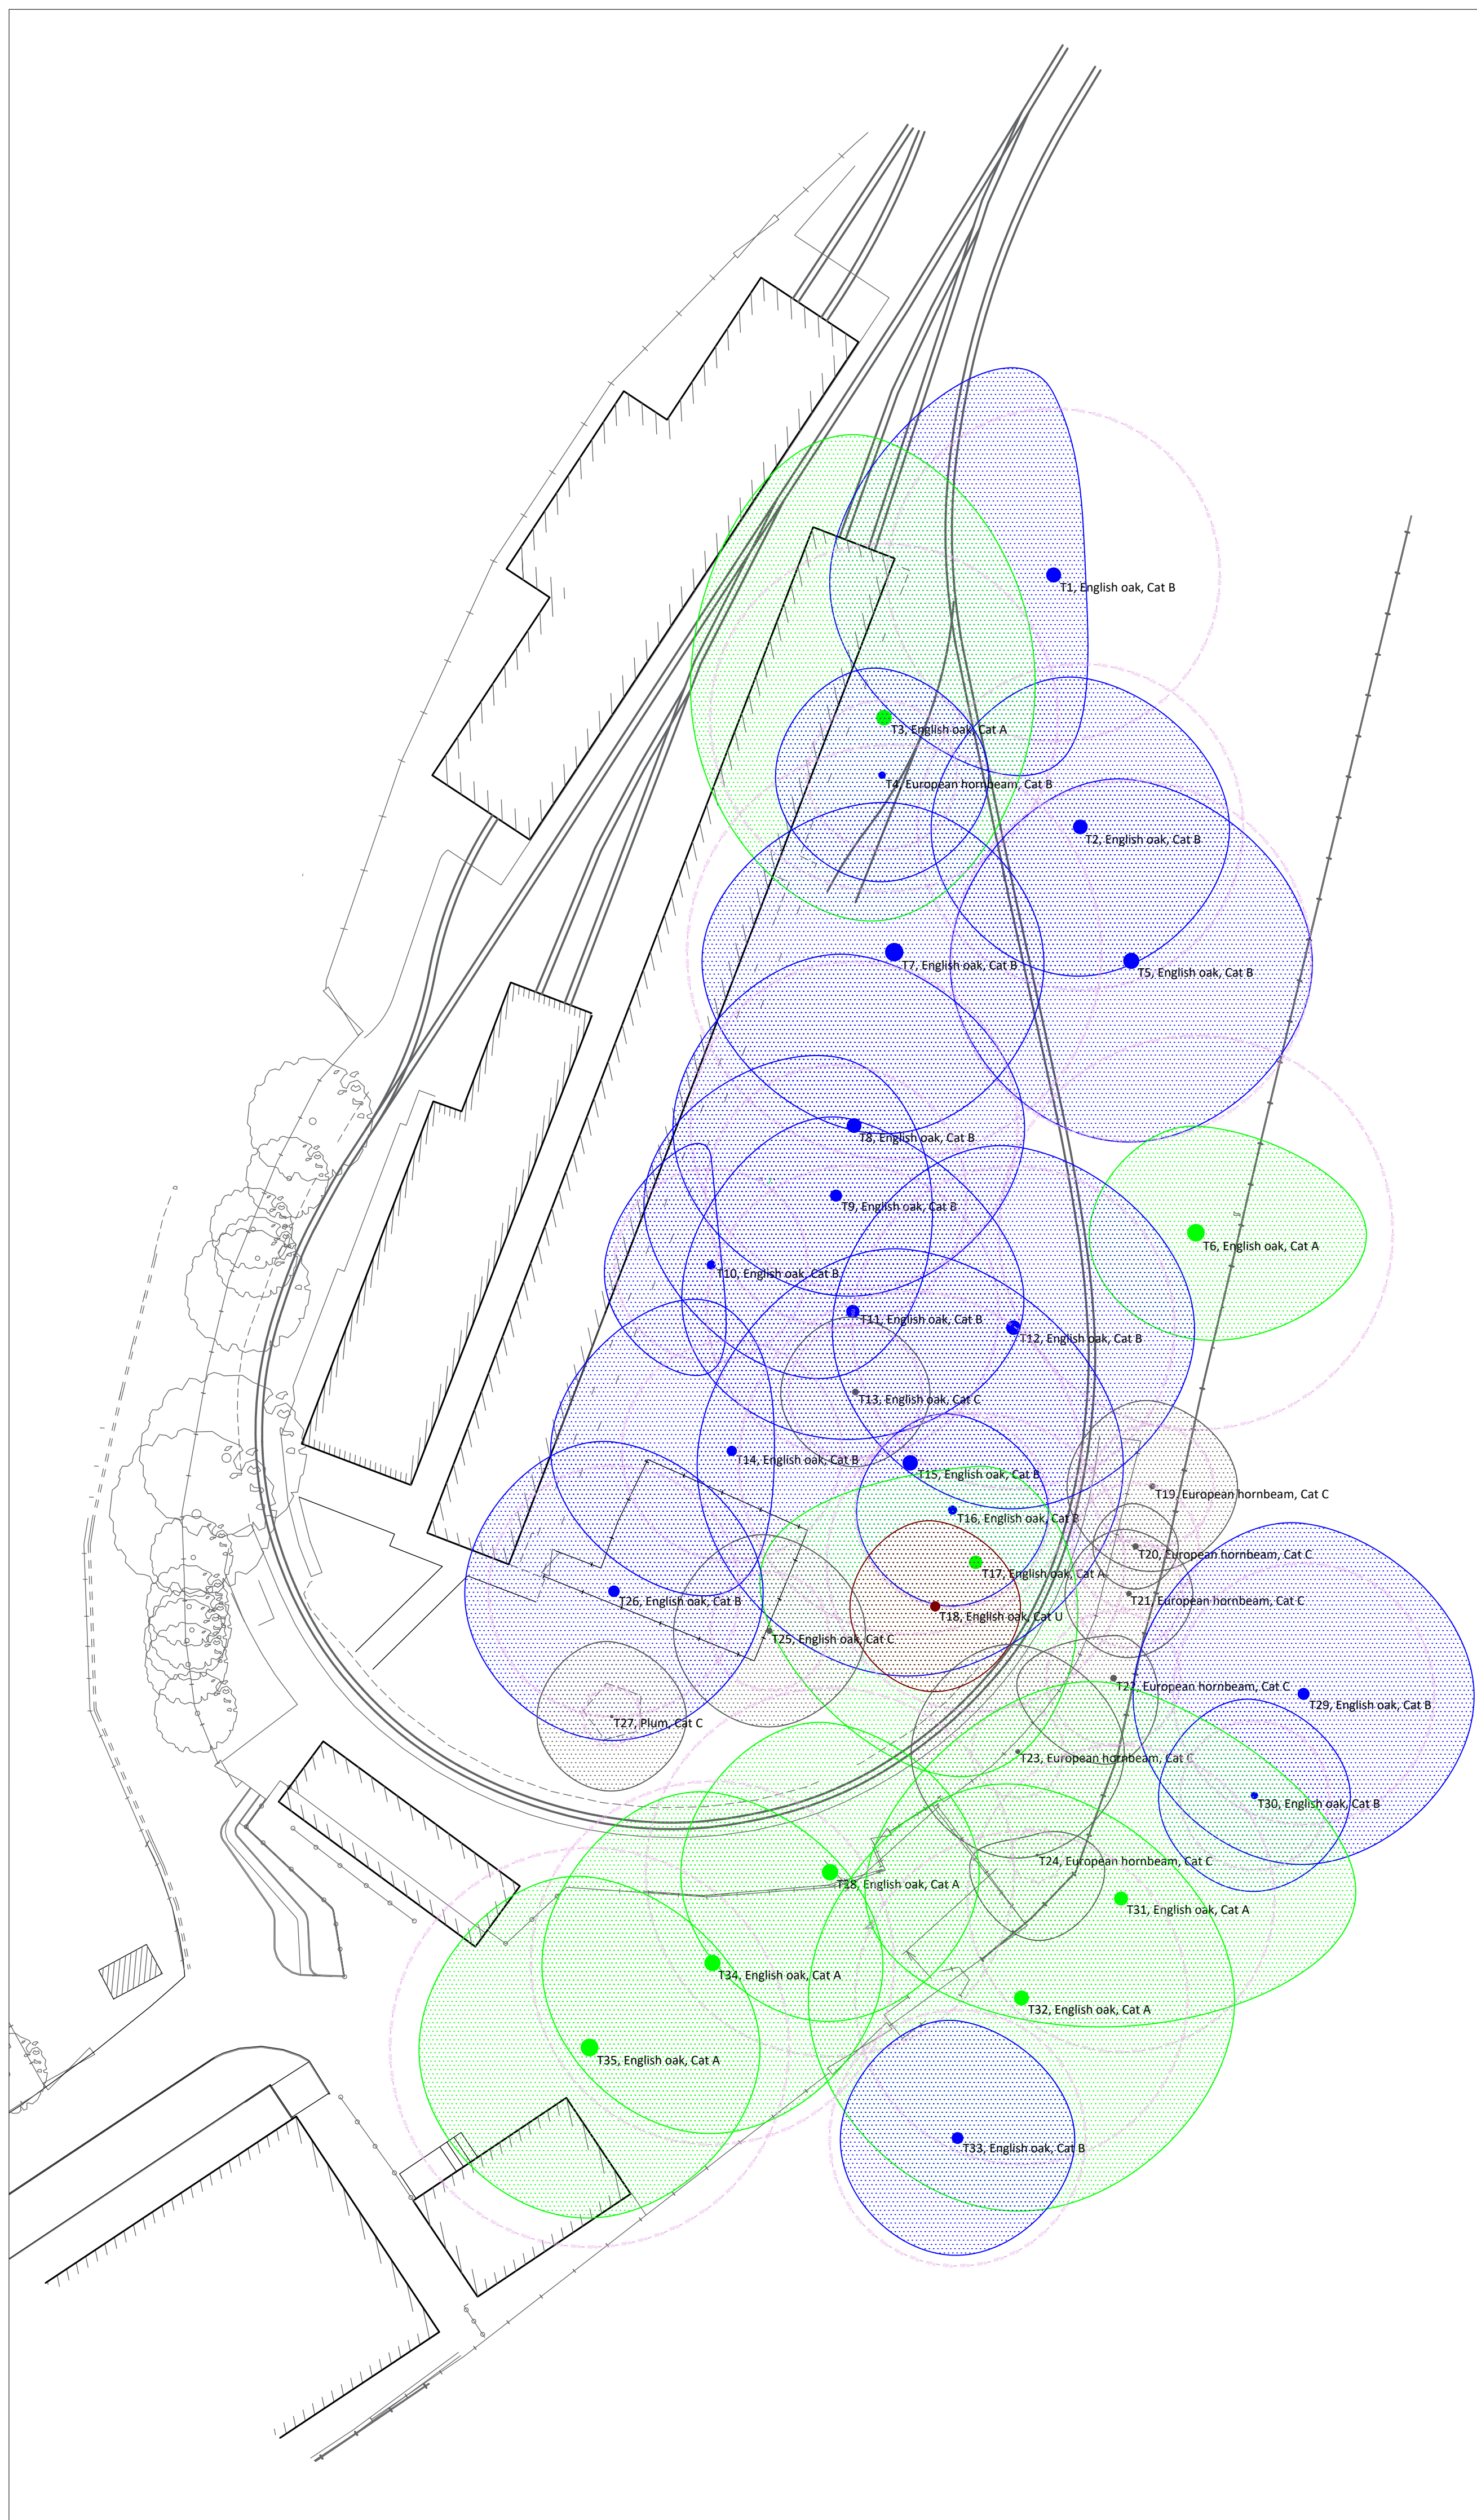 T1, English oak, Cat B
T3, English oak, Cat A
T4, European hornbeam, Cat B
T2, English oak, Cat B
T7, English oak, Cat B
T5, English oak, Cat B
T8, English oak, Cat B
T9, English oak, Cat B
T6, English oak, Cat A
T10, English oak, Cat B
T11, English oak, Cat B
T12, English oak, Cat B
T13, English oak, Cat C
T14, English oak, Cat B
T15, English oak, Cat B
T19, European hornbeam, Cat C
T16, English oak, Cat B
T20, European hornbeam, Cat C
T17, English oak, Cat A
T21, European hornbeam, Cat C
T26, English oak, Cat B
T18, English oak, Cat U
T25, English oak, Cat C
T22, European hornbeam, Cat C
T29, English oak, Cat B
T27, Plum, Cat C
T23, European hornbeam, Cat C
T30, English oak, Cat B
T24, European hornbeam, Cat C
T38, English oak, Cat A
T31, English oak, Cat A
T34, English oak, Cat A
T32, English oak, Cat A
T35, English oak, Cat A
T33, English oak, Cat B